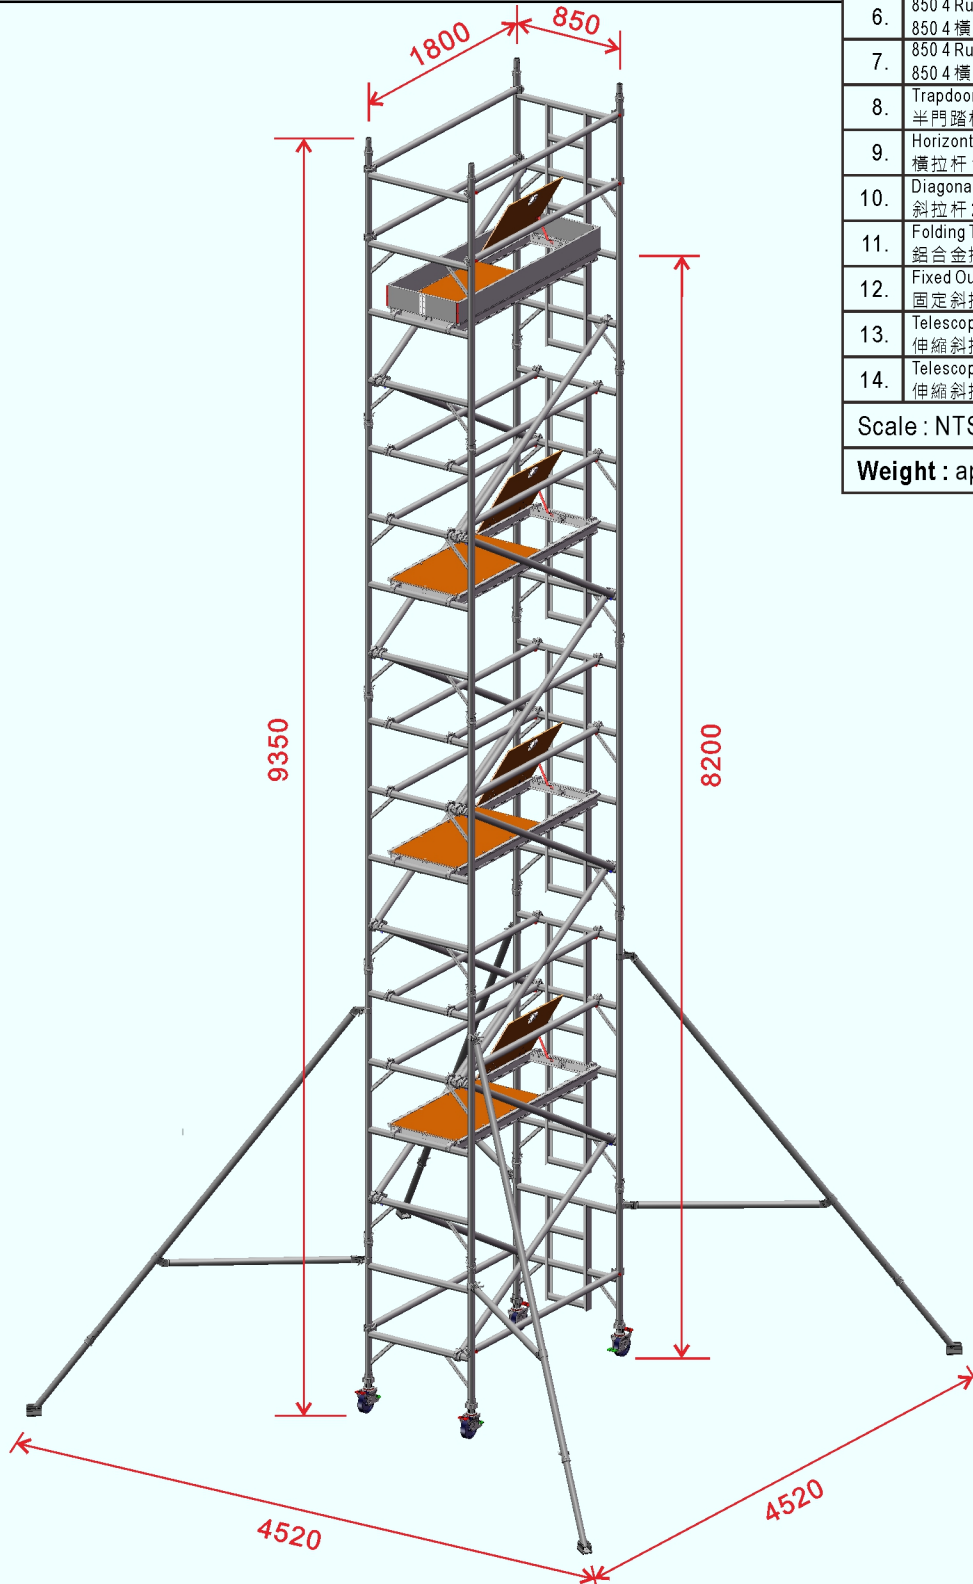 6.
850 4 Ru
850 4 橫
7.
850 4 Ru
850 4 橫
8.
Trapdoor
半門踏
9.
Horizont
橫拉杆
10.
Diagona
斜拉杆
11.
Folding T
鋁合金
12.
Fixed Ou
固定斜
13.
Telescop
伸縮斜
14.
Telescop
伸縮斜
Scale : NTS
Weight : ap
1800
850
9350
8200
4520
4520